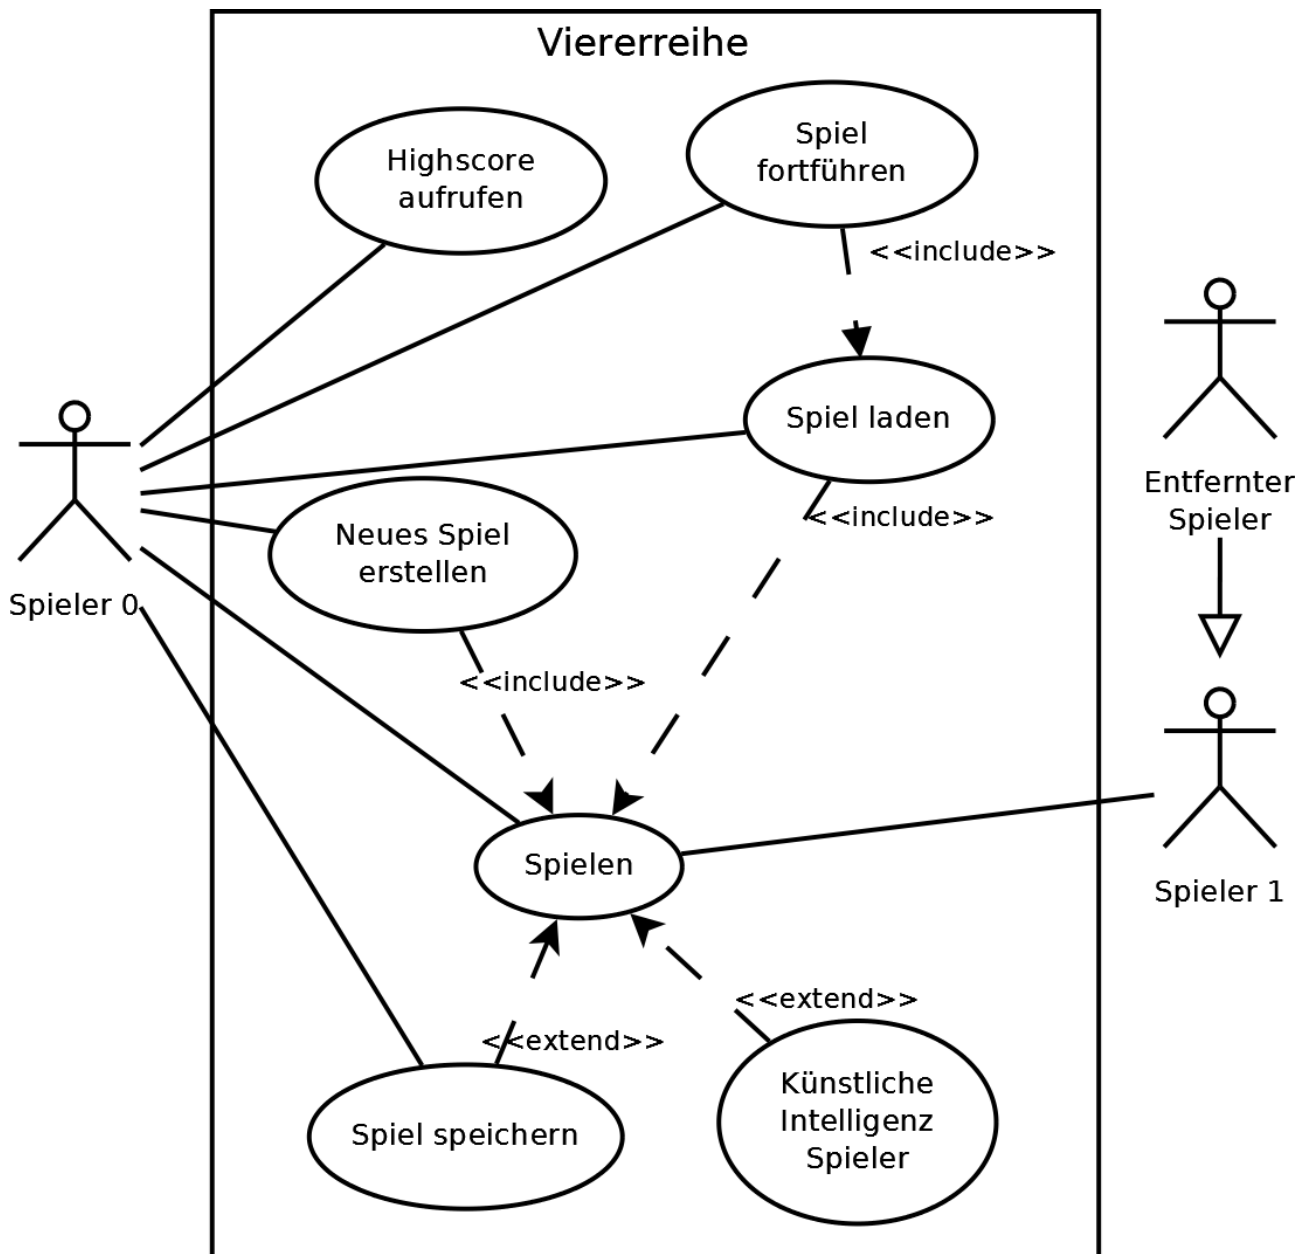 Viererreihe
Highscore
aufrufen
Spiel
fortführen
<<include>>
Spiel laden
<<include>>
Entfernter
Spieler
Neues Spiel
erstellen
Spieler 0
<<include>>
Spielen
Spieler 1
<<extend>>
<<extend>>
Spiel speichern
Künstliche
Intelligenz
Spieler